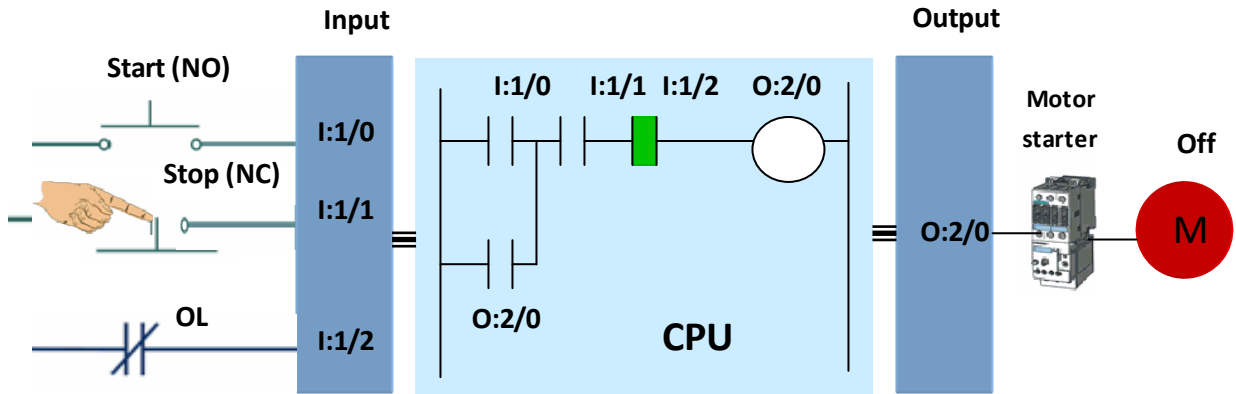 Input
Output
Start (NO)
I:1/0
I:1/1
I:1/2
O:2/0
Motor
starter
Off
I:1/0
Stop (NC)
I:1/1
O:2/0
M
OL
I:1/2
O:2/0
CPU